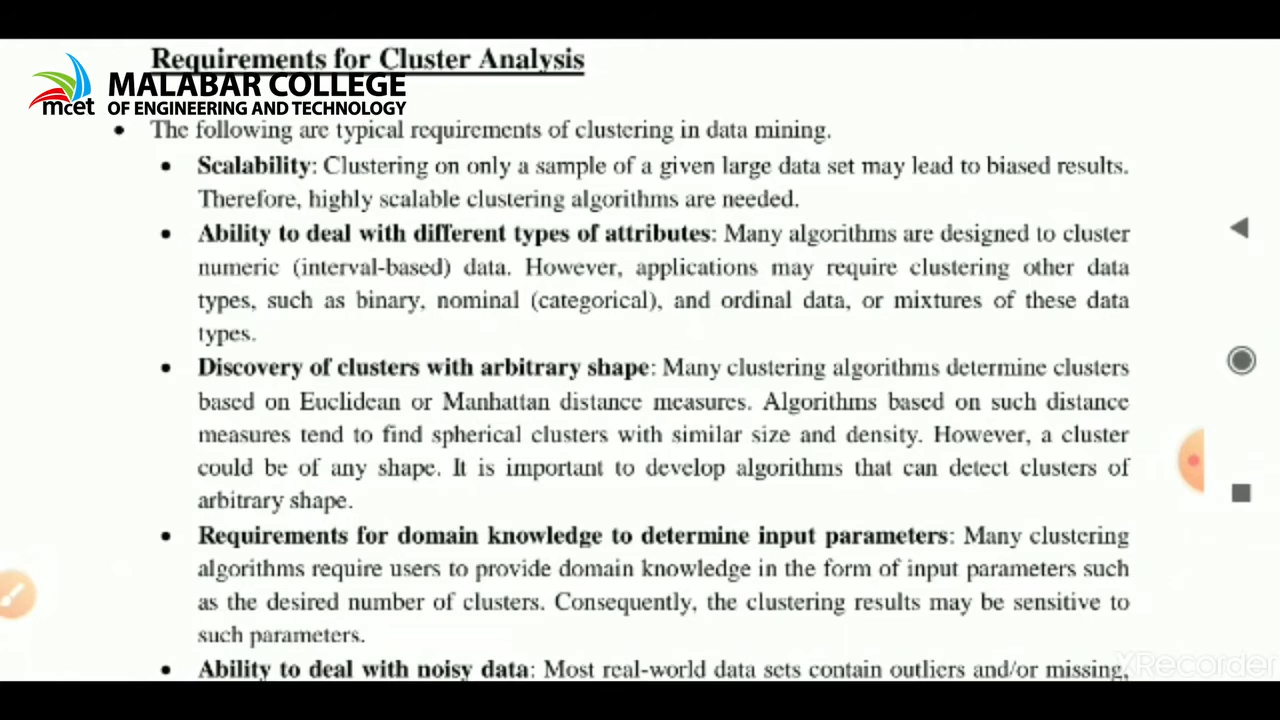 Requirements for Cluster Analysis
mcet
MALABAR COLLEGE
OF ENGINEERING AND TECHNOLOGY
• The following are typical requirements of clustering in data mining.
• Scalability: Clustering on only a sample of a given large data set may lead to biased results.
Therefore, highly scalable clustering algorithms are needed.
• Ability to deal with different types of attributes: Many algorithms are designed to cluster
numeric (interval-based) data. However, applications may require clustering other data
types, such as binary, nominal (categorical), and ordinal data, or mixtures of these data
types.
• Discovery of clusters with arbitrary shape: Many clustering algorithms determine clusters
based on Euclidean or Manhattan distance measures. Algorithms based on such distance
measures tend to find spherical clusters with similar size and density. However, a cluster
could be of any shape. It is important to develop algorithms that can detect clusters of
arbitrary shape.
• Requirements for domain knowledge to determine input parameters: Many clustering
algorithms require users to provide domain knowledge in the form of input parameters such
as the desired number of clusters. Consequently, the clustering results may be sensitive to
such parameters.
• Ability to deal with noisy data: Most real-world data sets contain outliers and/or missing,
XRecorder